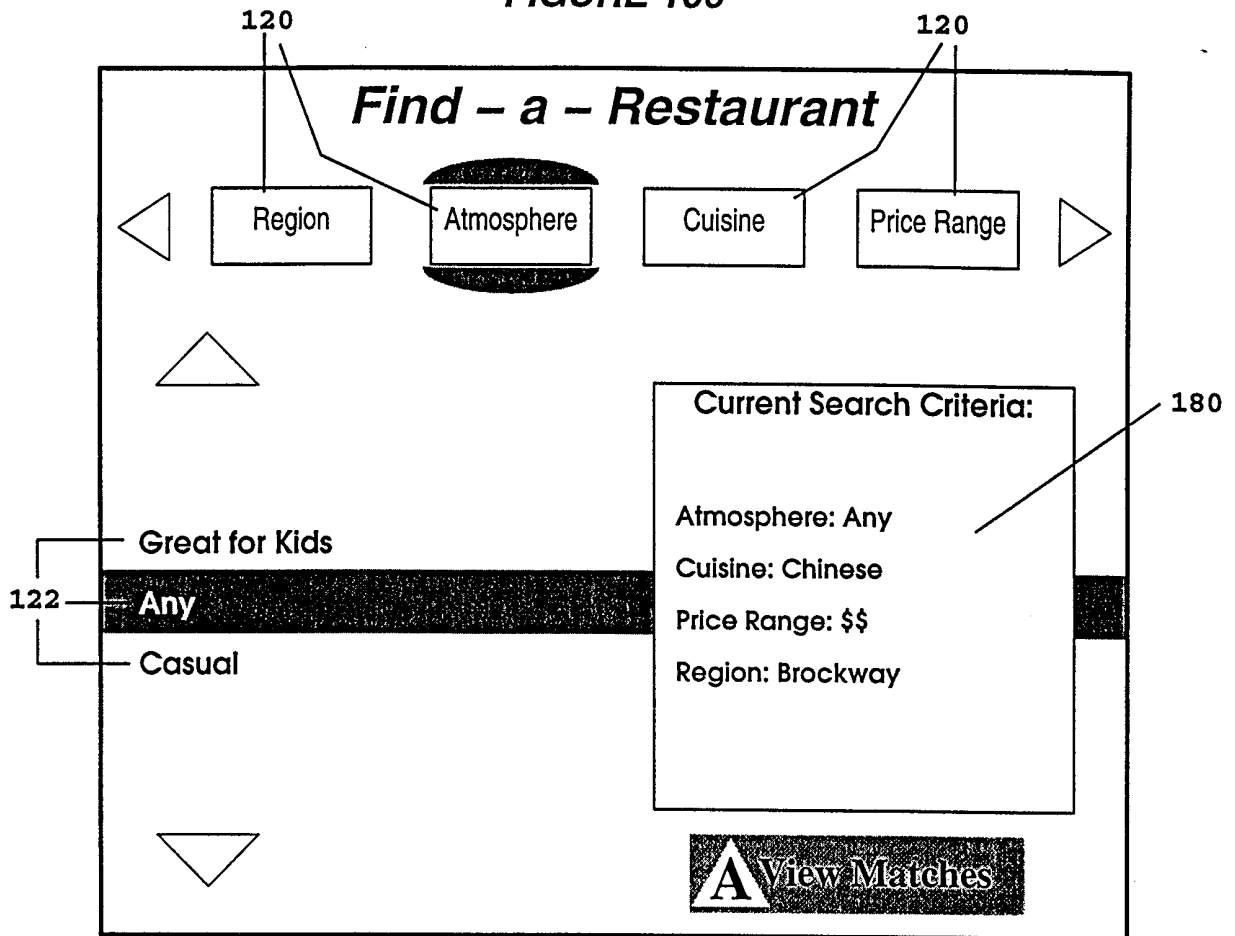 120 120
Find – a – Restaurant
Region Atmosphere Cuisine Price Range
Current Search Criteria:
180
Atmosphere: Any
Great for Kids
Cuisine: Chinese
122
Any
Price Range: $$
Casual
Region: Brockway
A View Matches